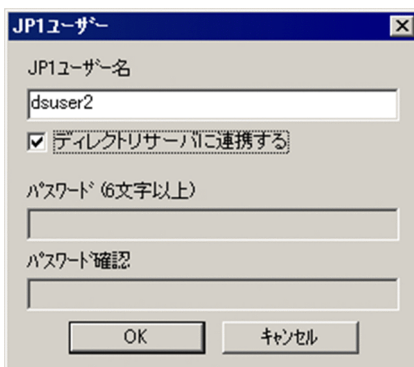 JP1ユーザー
JP1ユーザー名
dsuser2
ディレクトリサーバに連携する
パスワード(6文字以上)
パスワード確認
OK
キャンセル